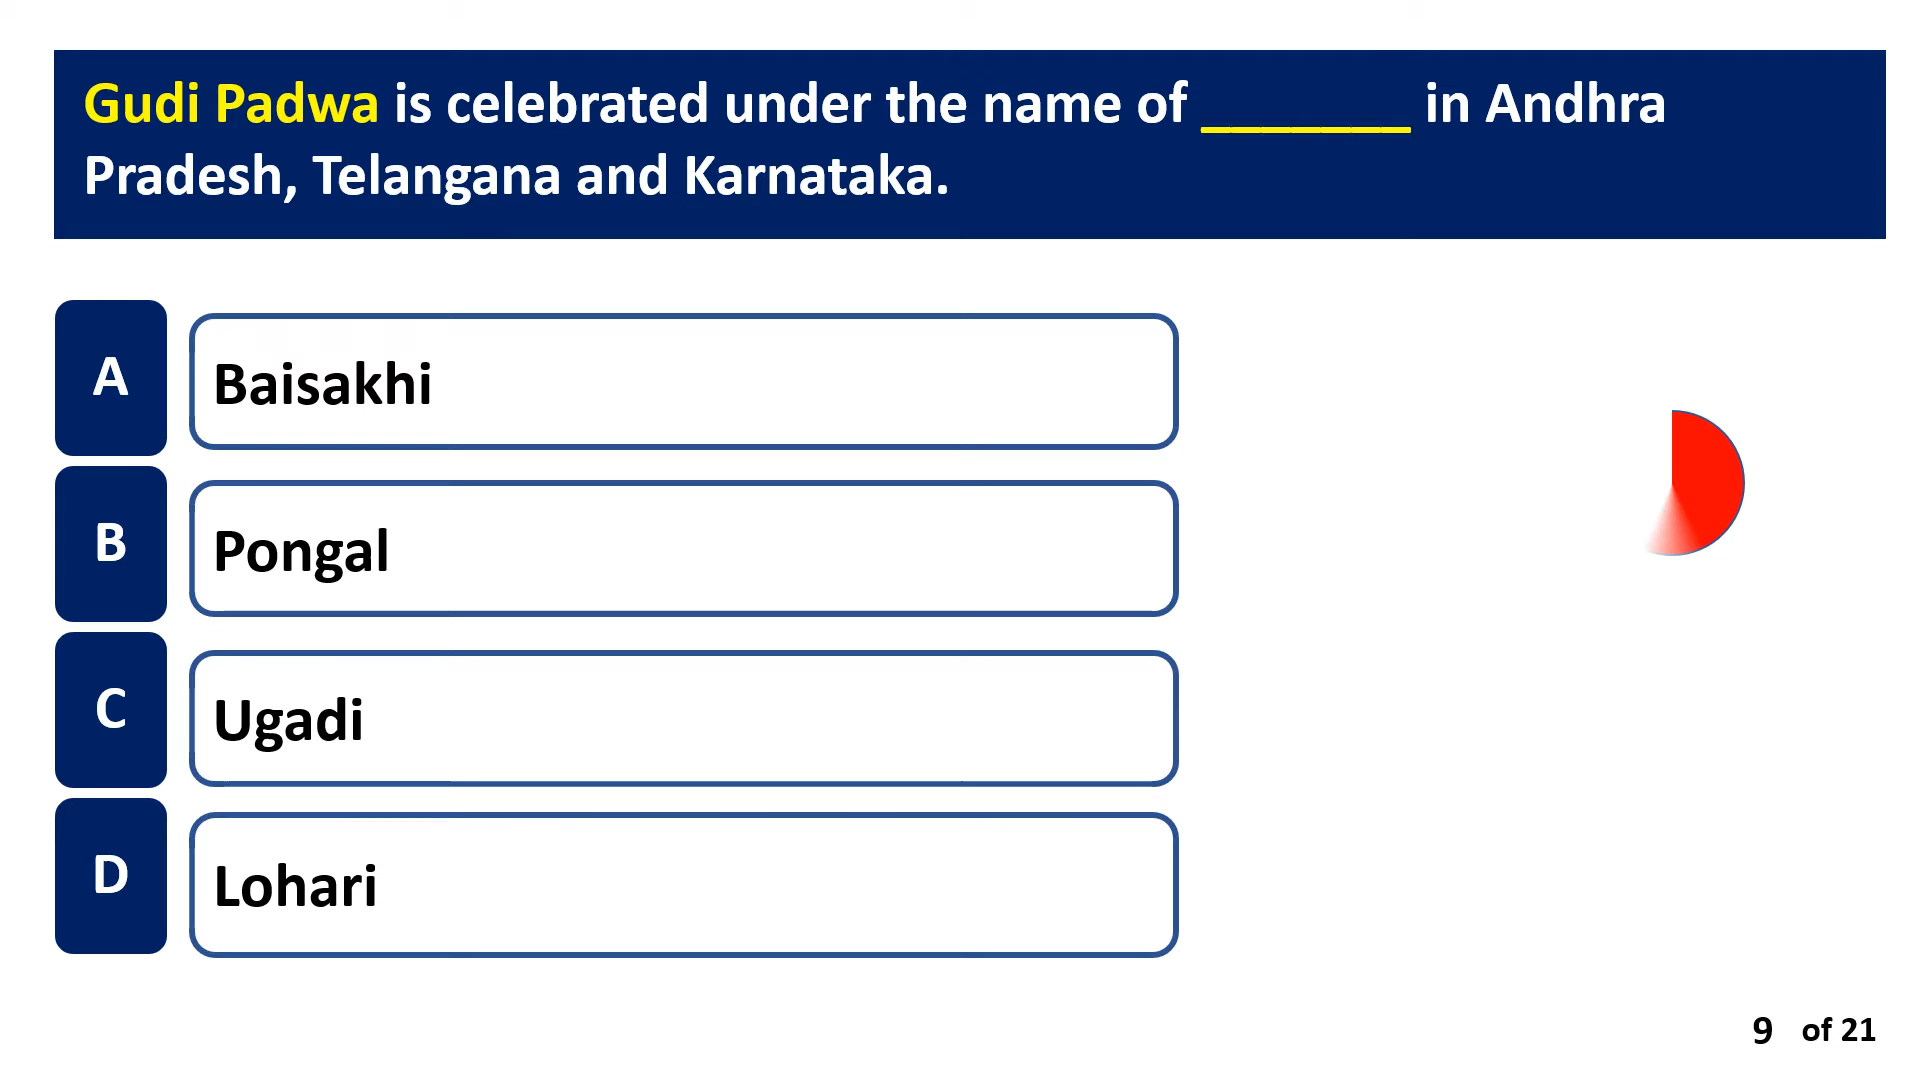 Gudi Padwa is celebrated under the name of _______ in Andhra
Pradesh, Telangana and Karnataka.
A
Baisakhi
B
Pongal
C
Ugadi
D
Lohari
9 of 21